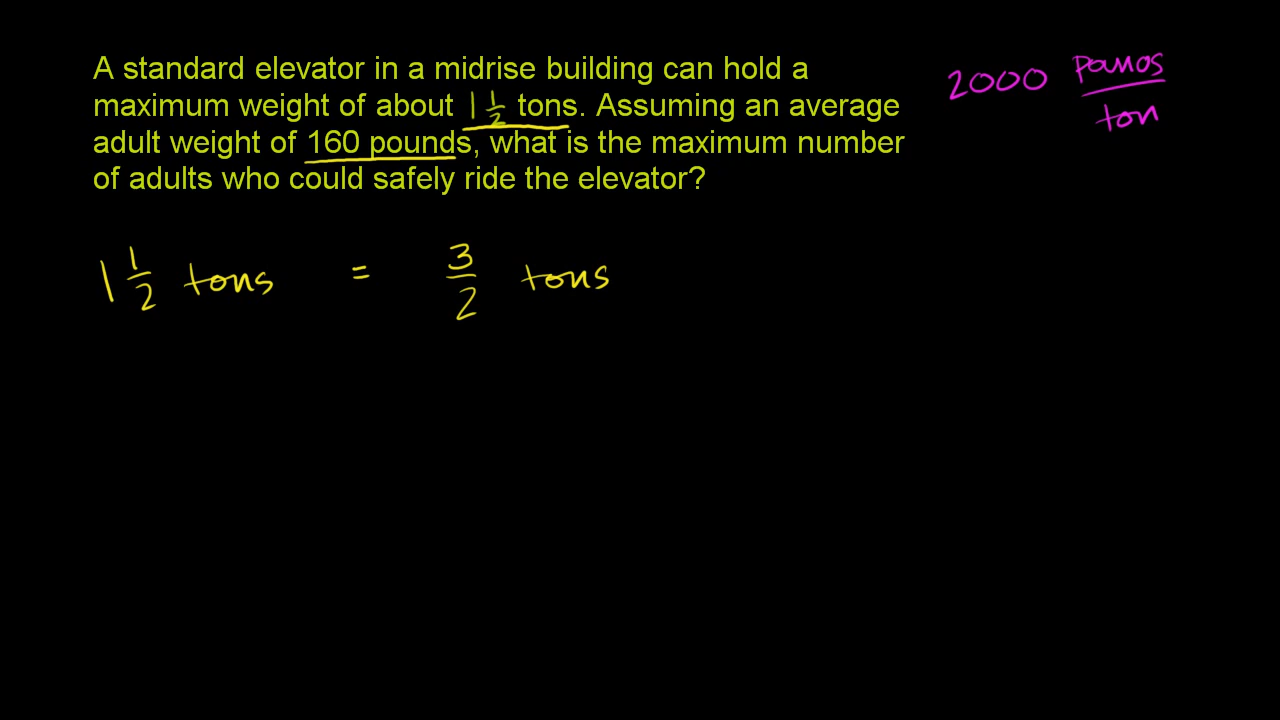 A standard elevator in a midrise building can hold a
maximum weight of about 1 1/2 tons. Assuming an average
adult weight of 160 pounds, what is the maximum number
of adults who could safely ride the elevator?
2000 pounds/ton
1 1/2 tons = 3/2 tons